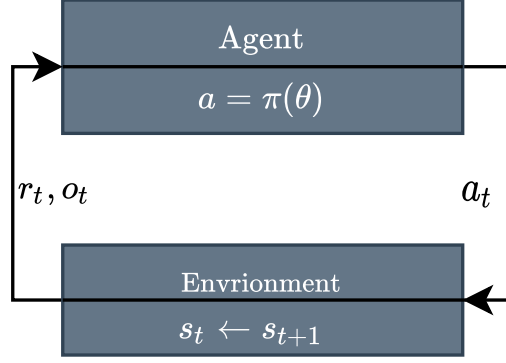 Agent
a = π(θ)
r_t, o_t
a_t
Envrionment
s_t ← s_{t+1}